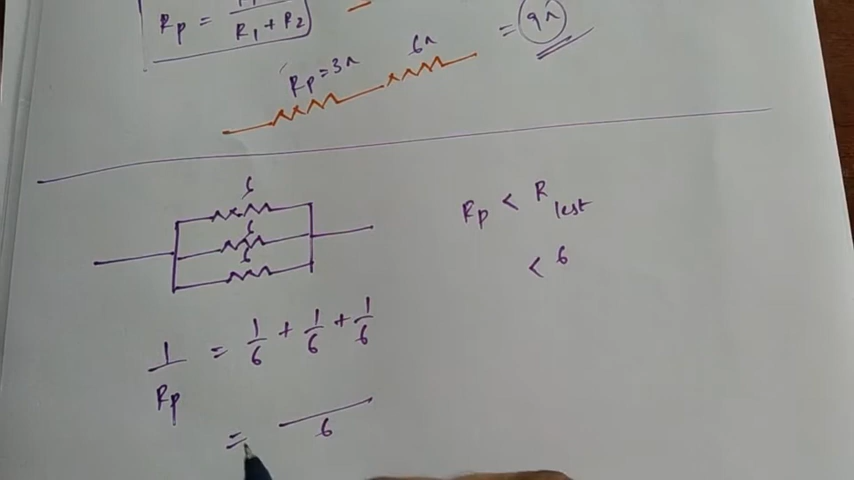 Rp = / R1 + R2
= 9Ω
Rp = 3Ω 6Ω
6
6
6
Rp < R lest
< 6
1/Rp = 1/6 + 1/6 + 1/6
= /6